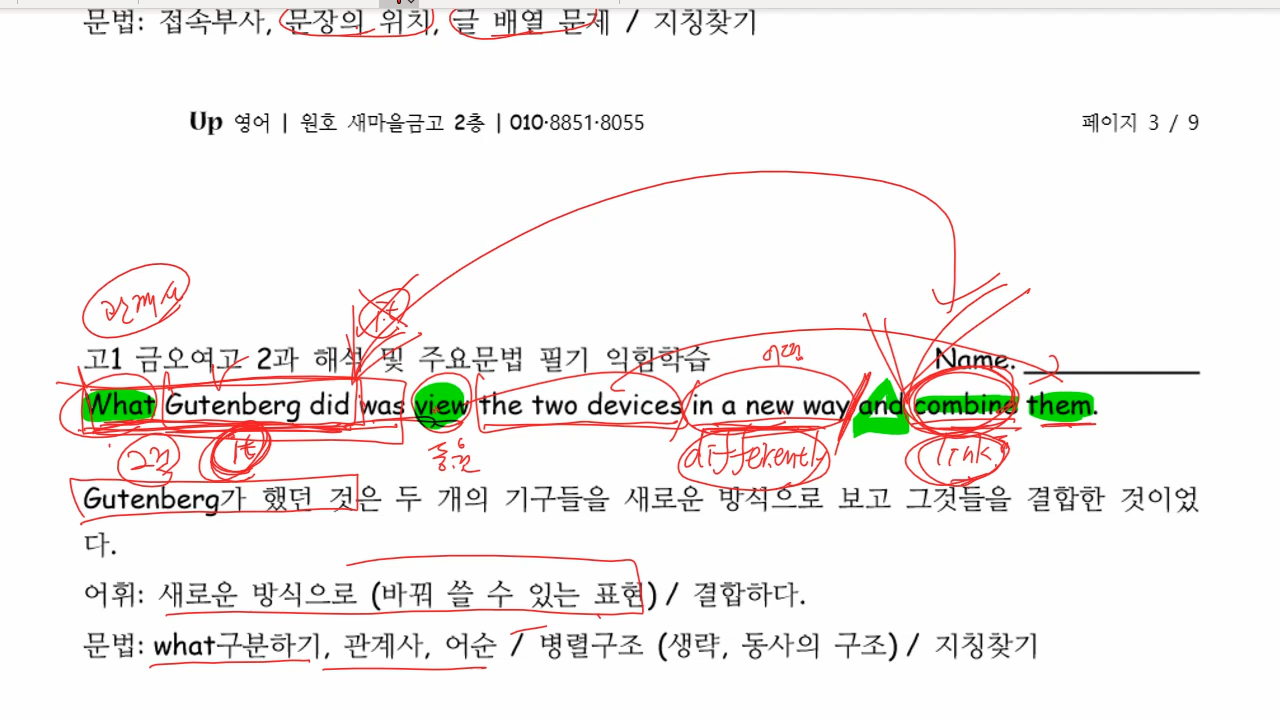 문법: 접속부사, 문장의 위치, 글 배열 문제 / 지칭찾기
Up 영어 | 원호 새마을금고 2층 | 010·8851·8055 페이지 3 / 9
관계사
it
고1 금오여고 2과 해석 및 주요문법 필기 익힘학습 Name.
What Gutenberg did was view the two devices in a new way and combine them.
그것 it differently link
Gutenberg가 했던 것은 두 개의 기구들을 새로운 방식으로 보고 그것들을 결합한 것이었
다.
어휘: 새로운 방식으로 (바꿔 쓸 수 있는 표현) / 결합하다.
문법: what구분하기, 관계사, 어순 / 병렬구조 (생략, 동사의 구조) / 지칭찾기